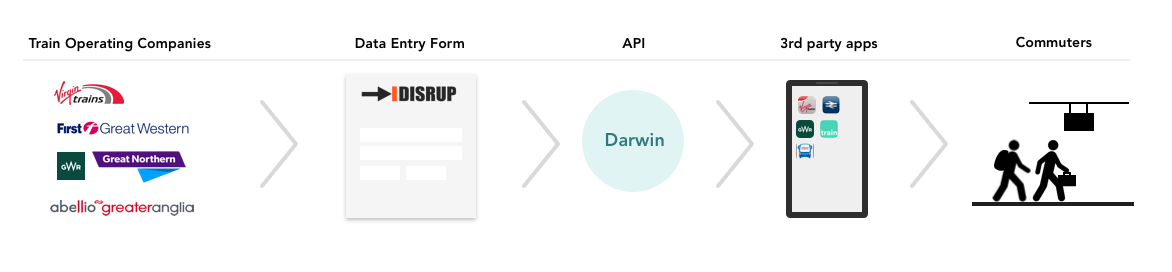 Train Operating Companies
Data Entry Form
API
3rd party apps
Commuters
Virgin trains
First Great Western
GWR
Great Northern
abellio greateranglia
DISRUP
Darwin
GWR
train